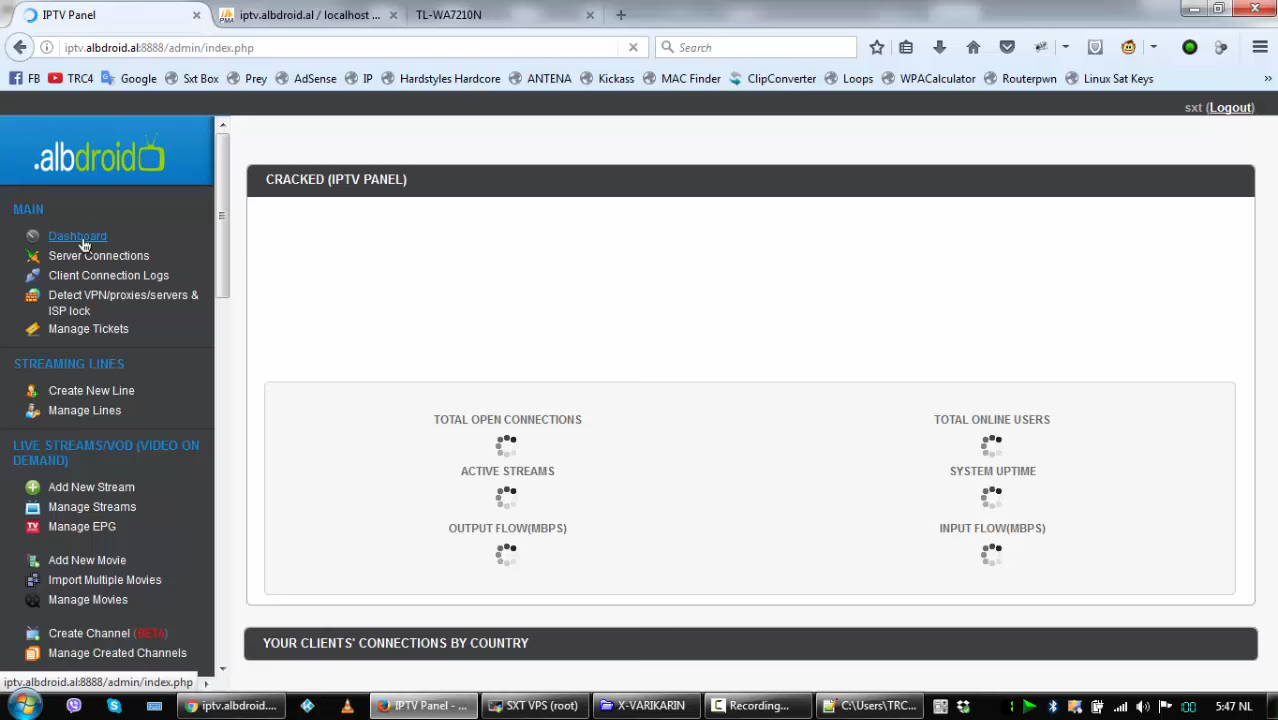 IPTV Panel
iptv.albdroid.al / localhost ...
TL-WA7210N
iptv.albdroid.al:8888/admin/index.php
Search
FB
TRC4
Google
Sxt Box
Prey
AdSense
IP
Hardstyles Hardcore
ANTENA
Kickass
MAC Finder
ClipConverter
Loops
WPACalculator
Routerpwn
Linux Sat Keys
sxt (Logout)
.albdroid
MAIN
Dashboard
Server Connections
Client Connection Logs
Detect VPN/proxies/servers &
ISP lock
Manage Tickets
STREAMING LINES
Create New Line
Manage Lines
LIVE STREAMS/VOD (VIDEO ON
DEMAND)
Add New Stream
Manage Streams
Manage EPG
Add New Movie
Import Multiple Movies
Manage Movies
Create Channel (BETA)
Manage Created Channels
CRACKED (IPTV PANEL)
TOTAL OPEN CONNECTIONS
TOTAL ONLINE USERS
ACTIVE STREAMS
SYSTEM UPTIME
OUTPUT FLOW(MBPS)
INPUT FLOW(MBPS)
YOUR CLIENTS' CONNECTIONS BY COUNTRY
iptv.albdroid.al:8888/admin/index.php
iptv.albdroid....
IPTV Panel - ...
SXT VPS (root)
X-VARIKARIN
Recording...
C:\Users\TRC...
:00
5:47 NL